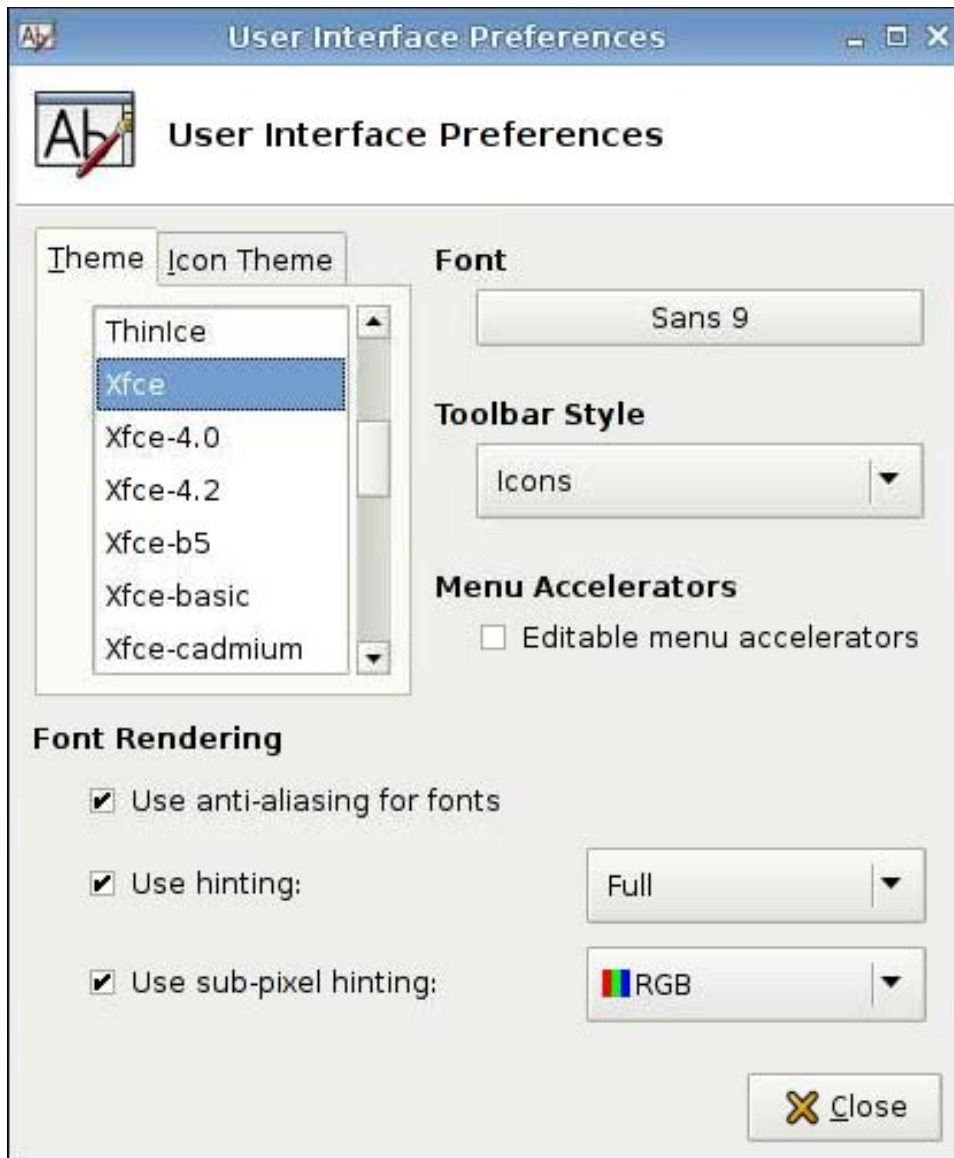 User Interface Preferences
Ab
User Interface Preferences
Theme
Icon Theme
ThinIce
Xfce
Xfce-4.0
Xfce-4.2
Xfce-b5
Xfce-basic
Xfce-cadmium
Font
Sans 9
Toolbar Style
Icons
Menu Accelerators
Editable menu accelerators
Font Rendering
Use anti-aliasing for fonts
Use hinting: Full
Use sub-pixel hinting: RGB
Close